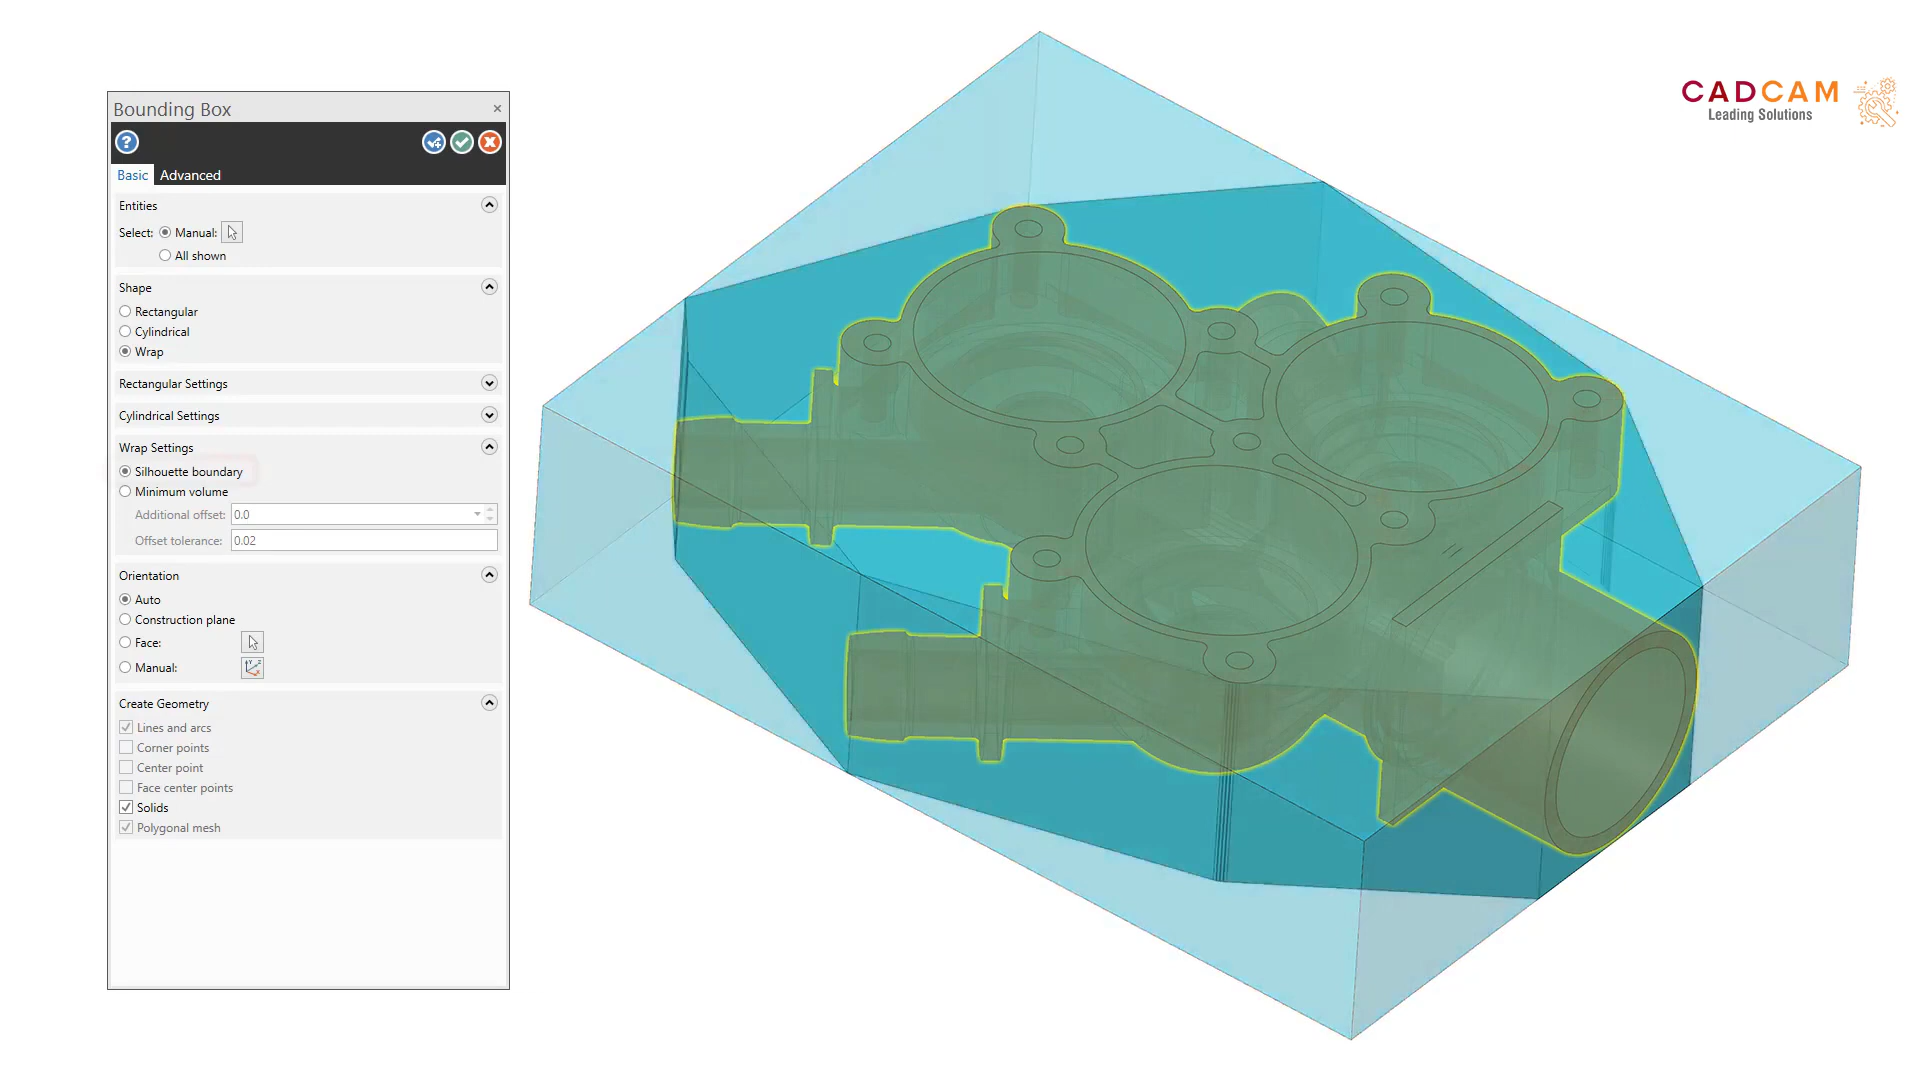 Bounding Box
Basic Advanced
Entities
Select: Manual:
All shown
Shape
Rectangular
Cylindrical
Wrap
Rectangular Settings
Cylindrical Settings
Wrap Settings
Silhouette boundary
Minimum volume
Additional offset: 0.0
Offset tolerance: 0.02
Orientation
Auto
Construction plane
Face:
Manual:
Create Geometry
Lines and arcs
Corner points
Center point
Face center points
Solids
Polygonal mesh
CADCAM
Leading Solutions